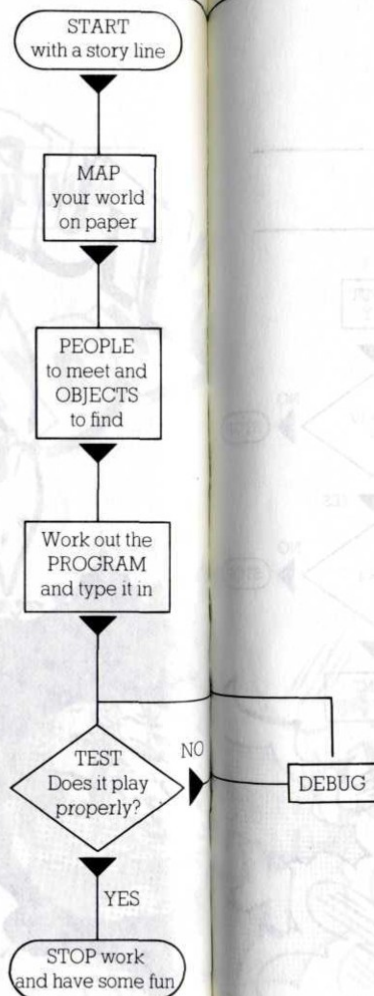 START
with a story line
MAP
your world
on paper
PEOPLE
to meet and
OBJECTS
to find
Work out the
PROGRAM
and type it in
TEST
Does it play
properly?
NO
DEBUG
YES
STOP work
and have some fun